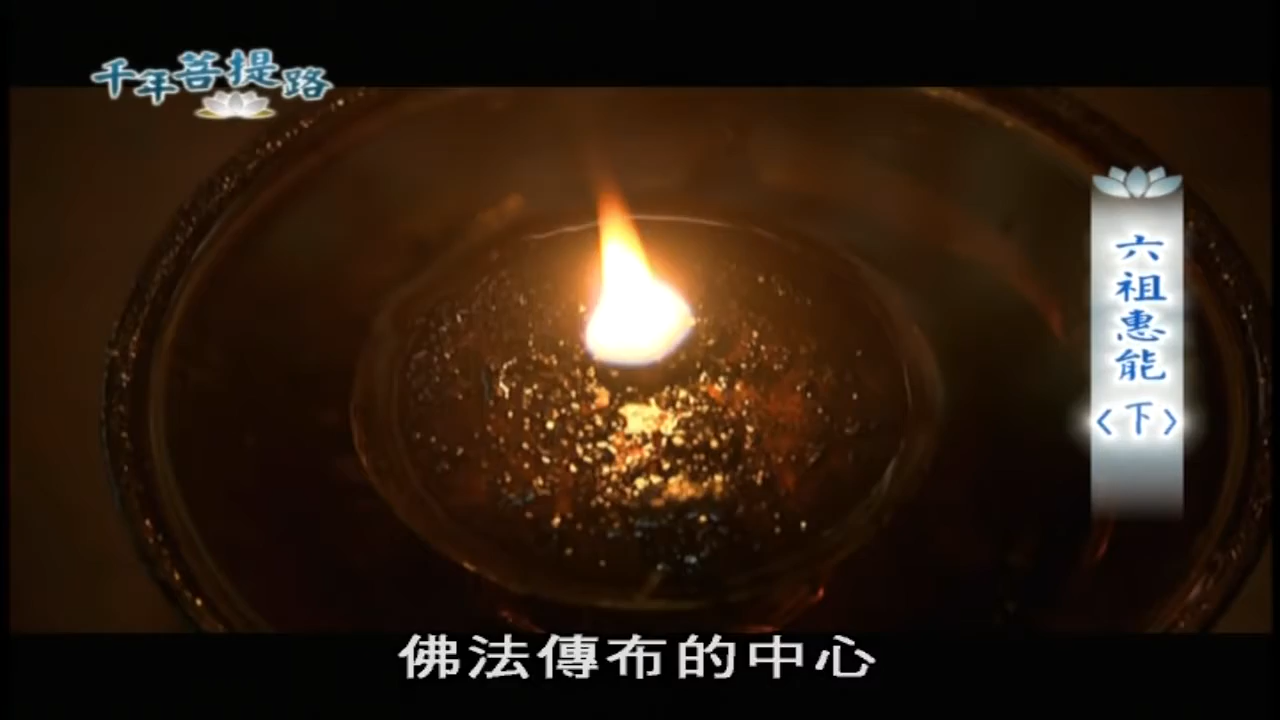 千年菩提路
六祖惠能
〈下〉
佛法傳布的中心